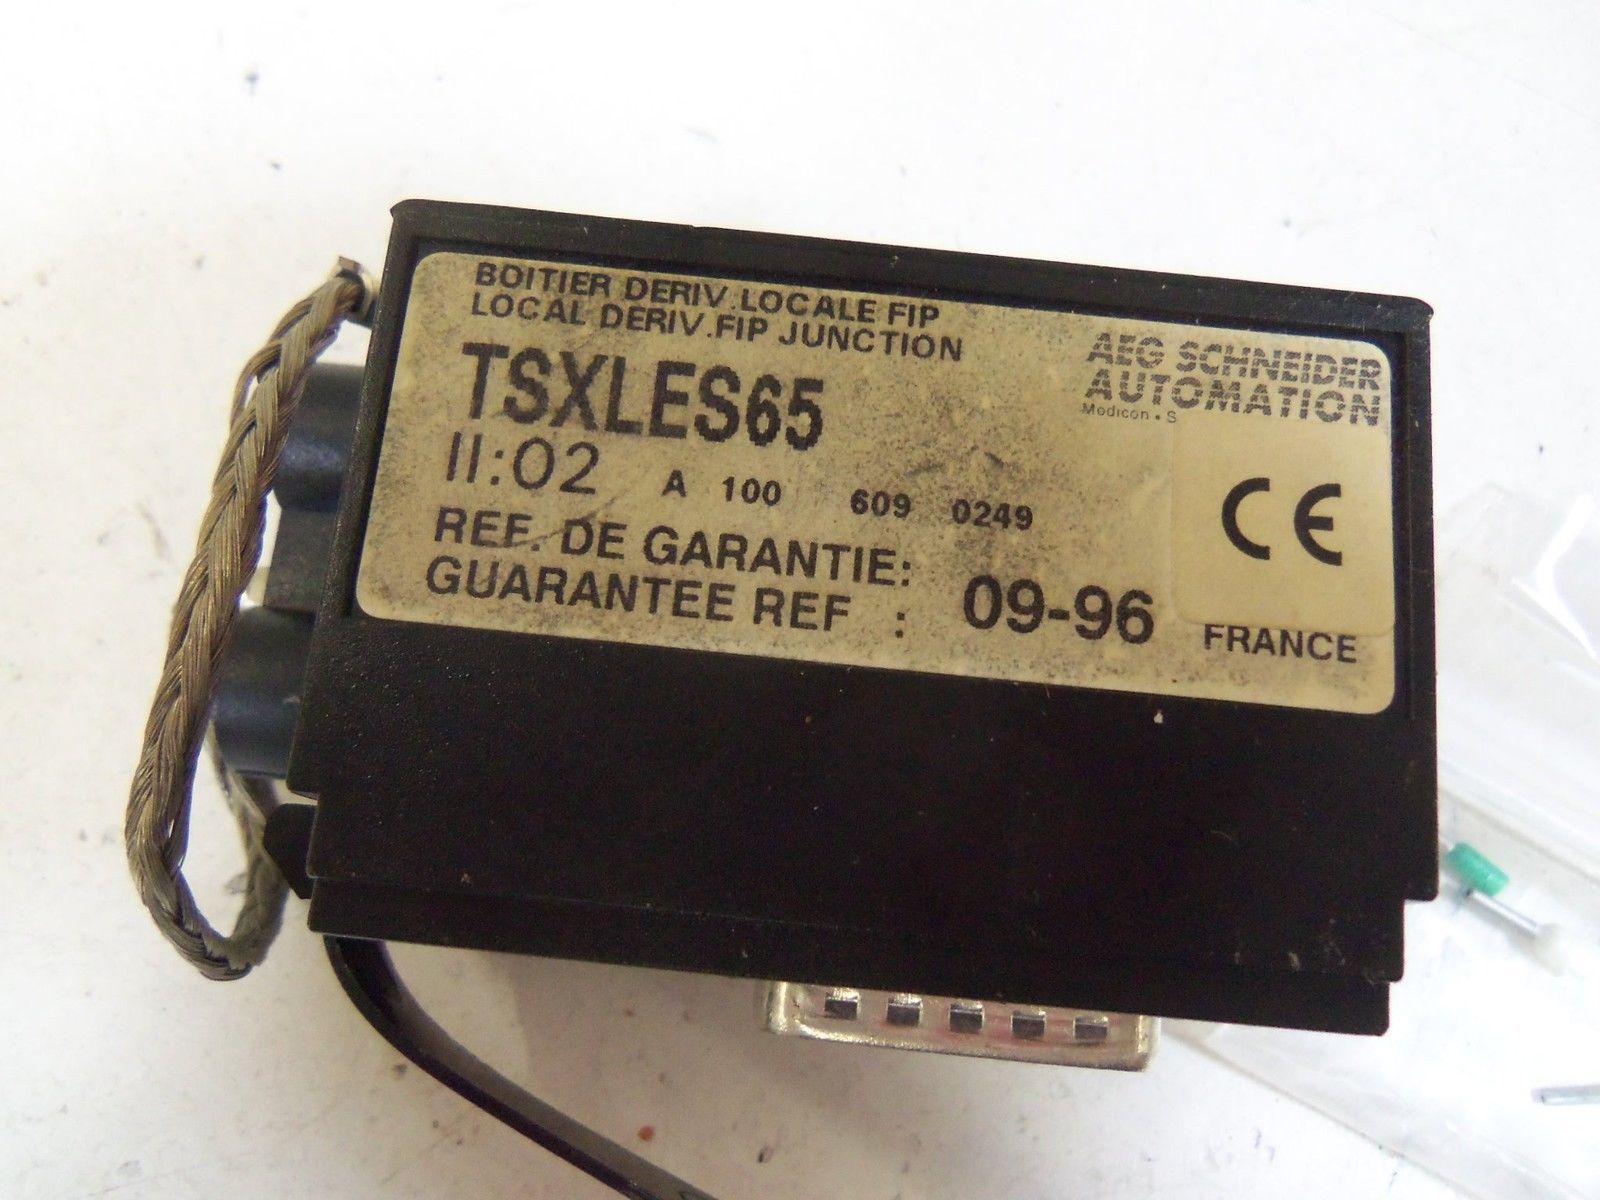 BOITIER DERIV.LOCALE FIP
LOCAL DERIV.FIP JUNCTION
AEG SCHNEIDER
AUTOMATION
Modicon • S
TSXLES65
II:02 A 100 609 0249
REF. DE GARANTIE:
GUARANTEE REF : 09-96
CE
FRANCE